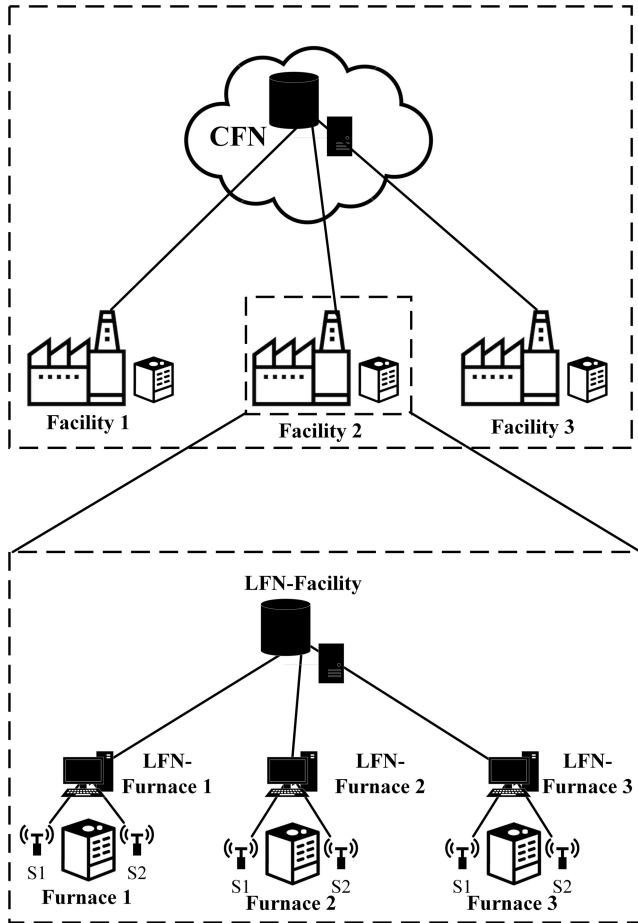 CFN
Facility 1
Facility 2
Facility 3
LFN-Facility
LFN-
Furnace 1
LFN-
Furnace 2
LFN-
Furnace 3
S1
S2
S1
S2
S1
S2
Furnace 1
Furnace 2
Furnace 3